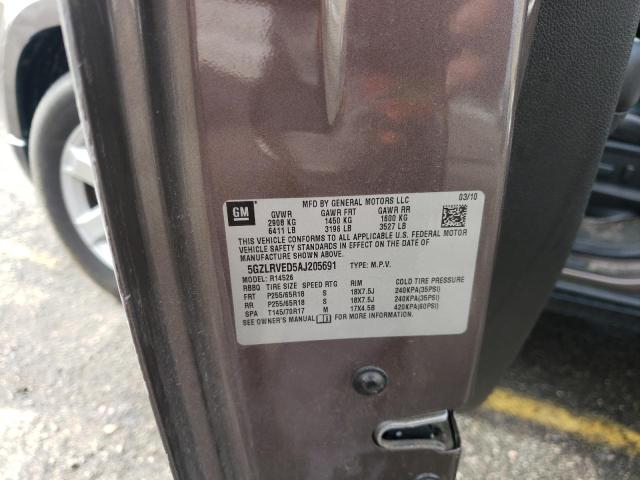 GM
MFD BY GENERAL MOTORS LLC 03/10
GVWR GAWR FRT GAWR RR
2908 KG 1450 KG 1600 KG
6411 LB 3196 LB 3527 LB
THIS VEHICLE CONFORMS TO ALL APPLICABLE U.S. FEDERAL MOTOR
VEHICLE SAFETY STANDARDS IN EFFECT ON THE DATE OF
MANUFACTURE SHOWN ABOVE.
5GZLRVED5AJ205691 TYPE: M.P.V.
MODEL: R14526
RBBQ TIRE SIZE SPEED RTG RIM COLD TIRE PRESSURE
FRT P255/65R18 S 18X7.5J 240KPA(35PSI)
RR P255/65R18 S 18X7.5J 240KPA(35PSI)
SPA T145/70R17 M 17X4.5B 420KPA(60PSI)
SEE OWNER'S MANUAL FOR MORE INFORMATION.